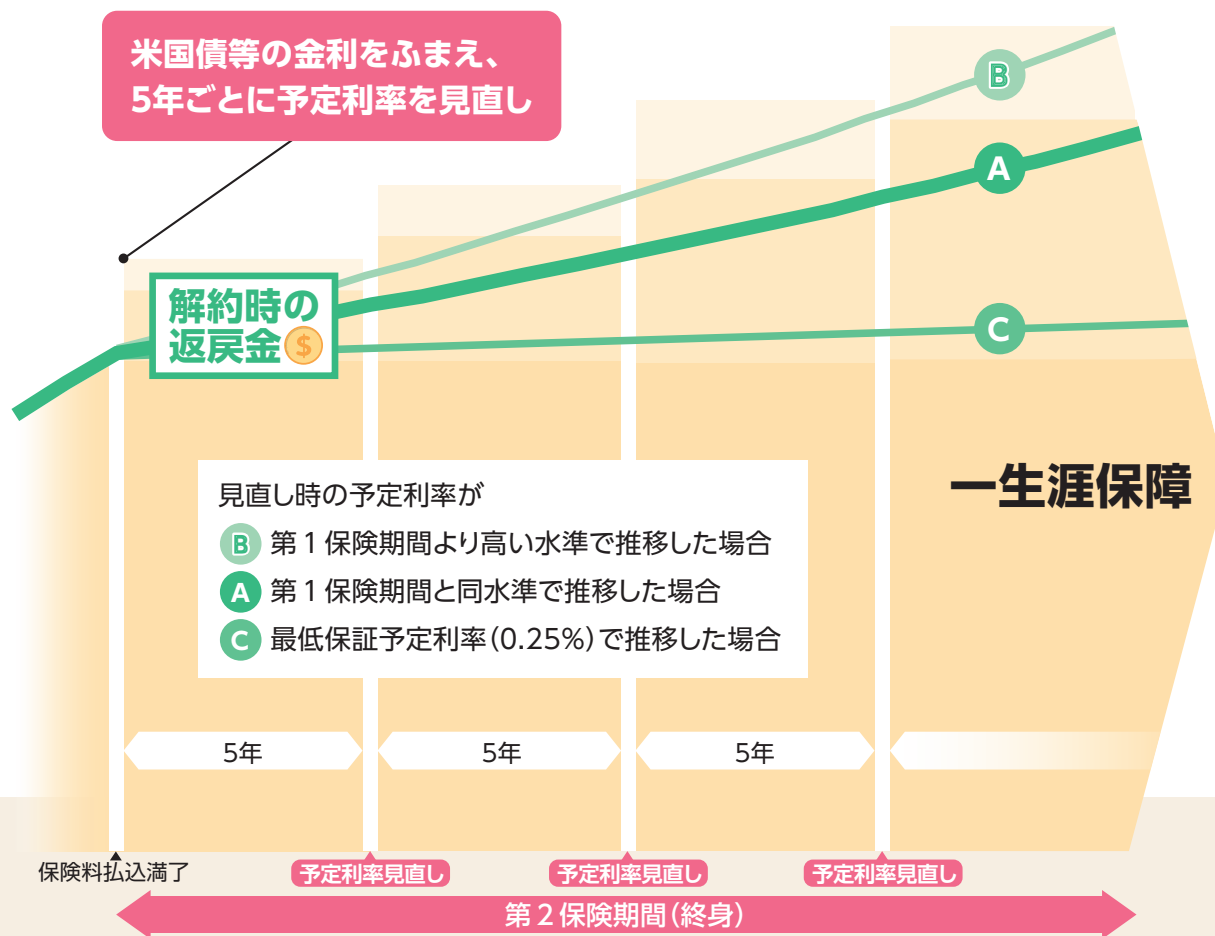 米国債等の金利をふまえ、
5年ごとに予定利率を見直し
B
A
C
解約時の
返戻金$
一生涯保障
見直し時の予定利率が
B 第1保険期間より高い水準で推移した場合
A 第1保険期間と同水準で推移した場合
C 最低保証予定利率(0.25%)で推移した場合
5年 5年 5年
保険料払込満了
予定利率見直し 予定利率見直し 予定利率見直し
第2保険期間(終身)